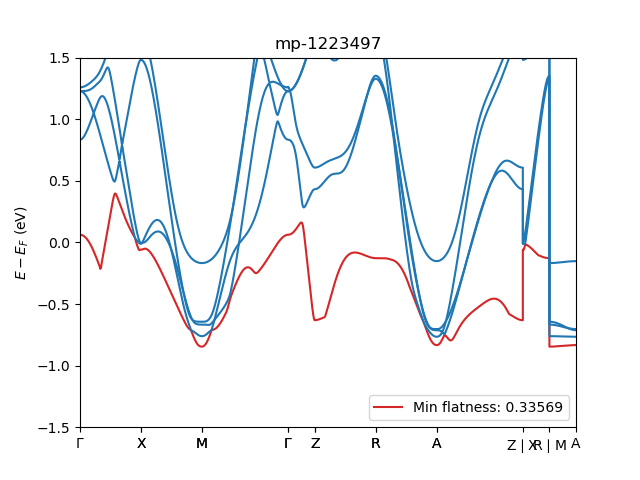 mp-1223497
E − E_F (eV)
1.5
1.0
0.5
0.0
−0.5
−1.0
−1.5
Min flatness: 0.33569
Γ X M Γ Z R A Z | X R | M A